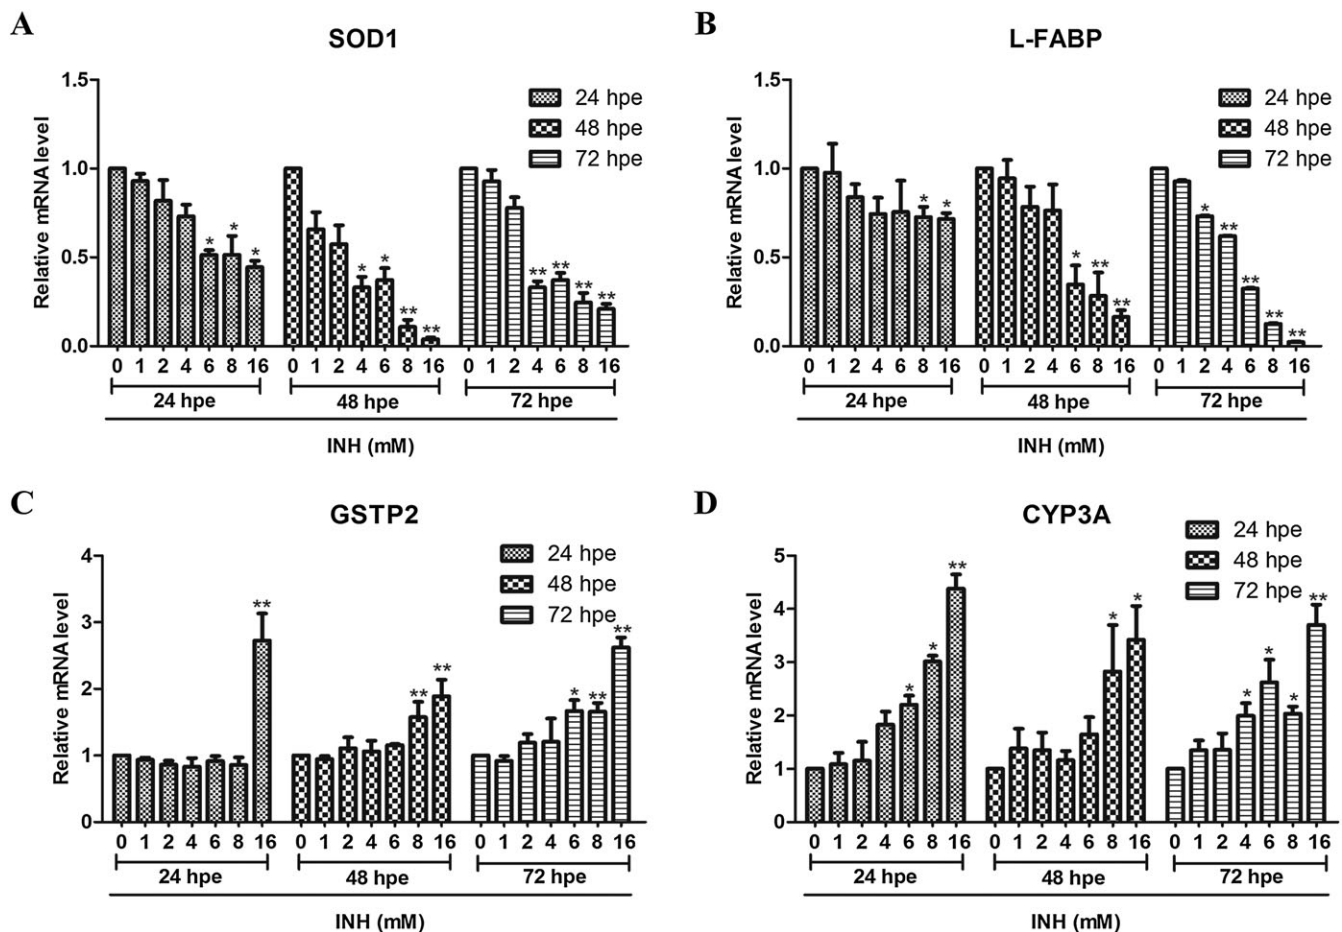 A
SOD1
Relative mRNA level
1.5
1.0
0.5
0.0
24 hpe
48 hpe
72 hpe
* * *
* * ** **
** ** ** **
0 1 2 4 6 8 16 0 1 2 4 6 8 16 0 1 2 4 6 8 16
24 hpe 48 hpe 72 hpe
INH (mM)
B
L-FABP
Relative mRNA level
1.5
1.0
0.5
0.0
24 hpe
48 hpe
72 hpe
* *
* ** **
* ** ** ** **
0 1 2 4 6 8 16 0 1 2 4 6 8 16 0 1 2 4 6 8 16
24 hpe 48 hpe 72 hpe
INH (mM)
C
GSTP2
Relative mRNA level
4
3
2
1
0
24 hpe
48 hpe
72 hpe
**
** **
* ** **
0 1 2 4 6 8 16 0 1 2 4 6 8 16 0 1 2 4 6 8 16
24 hpe 48 hpe 72 hpe
INH (mM)
D
CYP3A
Relative mRNA level
5
4
3
2
1
0
24 hpe
48 hpe
72 hpe
* * **
* *
* * * **
0 1 2 4 6 8 16 0 1 2 4 6 8 16 0 1 2 4 6 8 16
24 hpe 48 hpe 72 hpe
INH (mM)